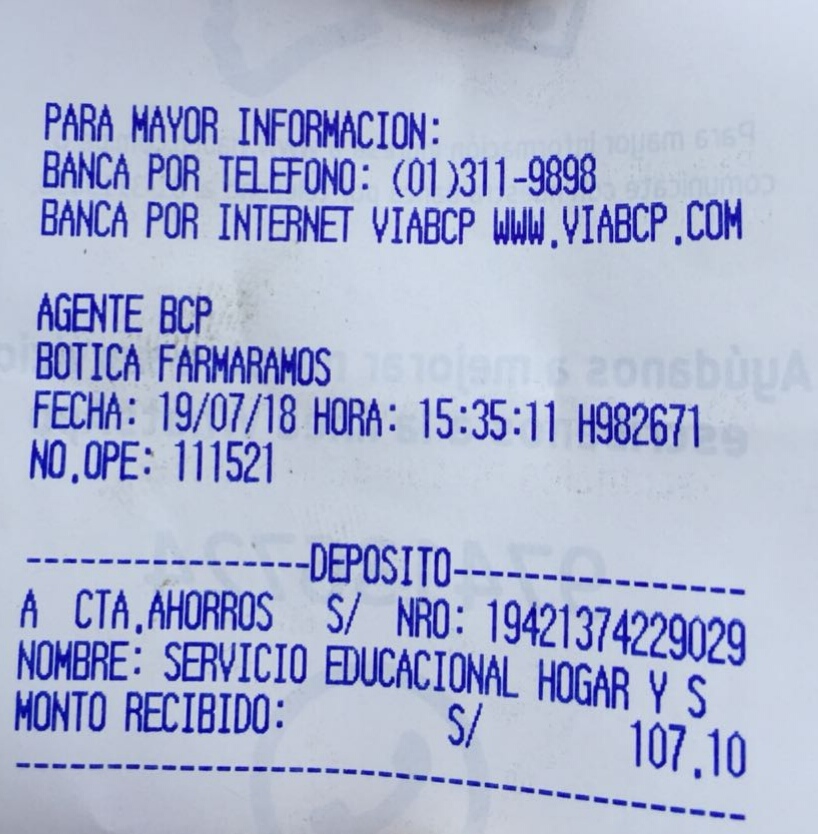 PARA MAYOR INFORMACION:
BANCA POR TELEFONO: (01)311-9898
BANCA POR INTERNET VIABCP WWW.VIABCP.COM
AGENTE BCP
BOTICA FARMARAMOS
FECHA: 19/07/18 HORA: 15:35:11 H982671
NO.OPE: 111521
----------------DEPOSITO----------------
A CTA.AHORROS S/ NRO: 19421374229029
NOMBRE: SERVICIO EDUCACIONAL HOGAR Y S
MONTO RECIBIDO: S/ 107.10
----------------------------------------